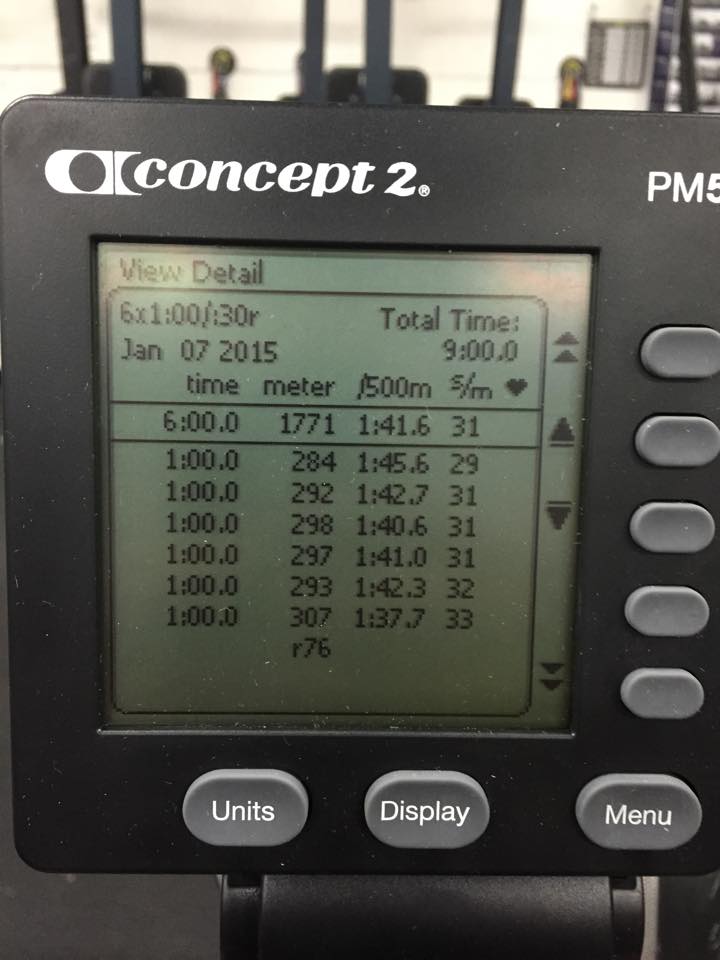 concept 2®
PM5
View Detail
6x1:00/:30r Total Time:
Jan 07 2015 9:00.0
time meter /500m s/m ♥
6:00.0 1771 1:41.6 31
1:00.0 284 1:45.6 29
1:00.0 292 1:42.7 31
1:00.0 298 1:40.6 31
1:00.0 297 1:41.0 31
1:00.0 293 1:42.3 32
1:00.0 307 1:37.7 33
r76
Units Display Menu